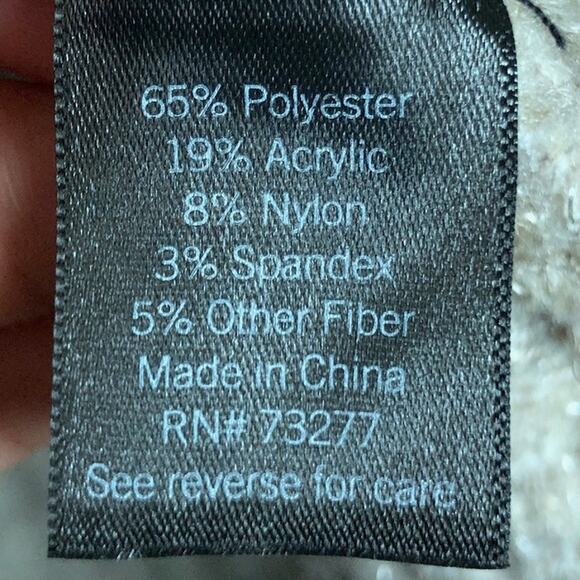 65% Polyester
19% Acrylic
8% Nylon
3% Spandex
5% Other Fiber
Made in China
RN# 73277
See reverse for care